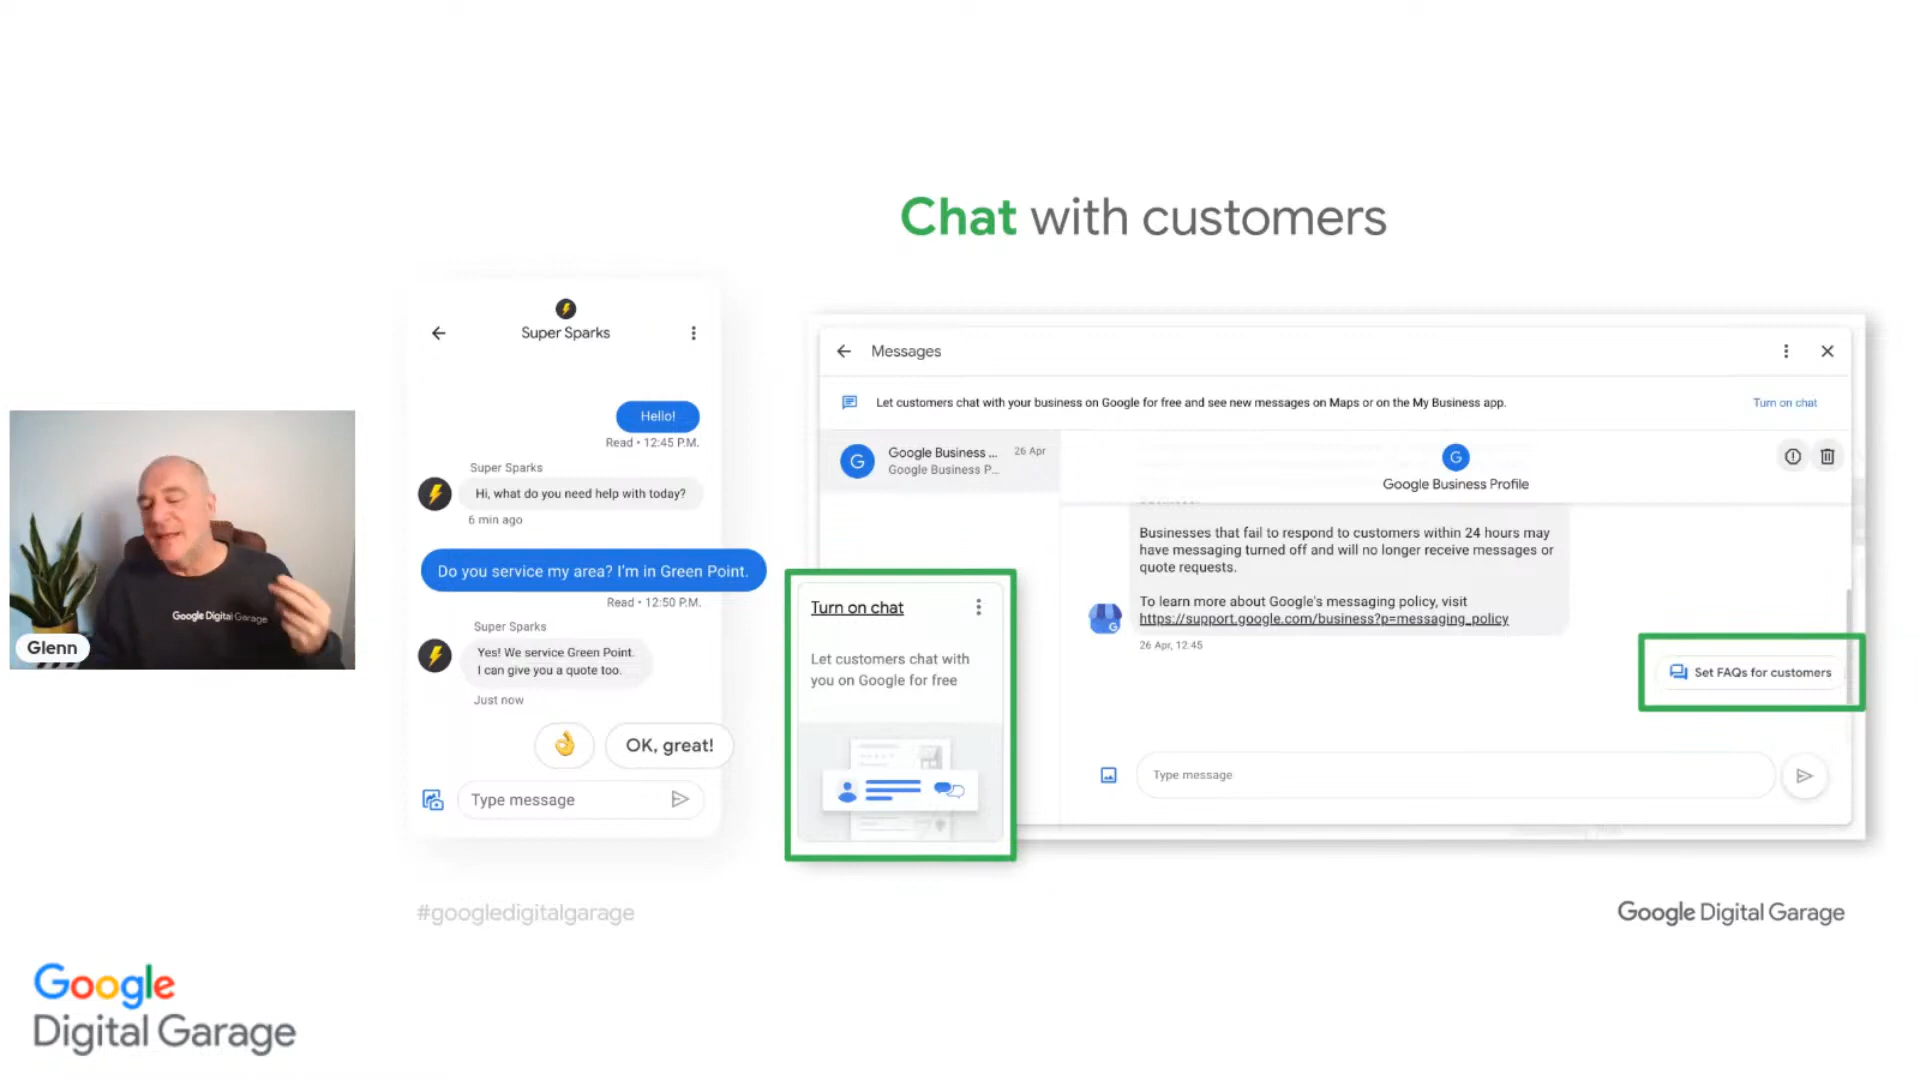 Chat with customers
Super Sparks
Hello!
Read • 12:45 P.M.
Super Sparks
Hi, what do you need help with today?
6 min ago
Do you service my area? I'm in Green Point.
Read • 12:50 P.M.
Super Sparks
Yes! We service Green Point.
I can give you a quote too.
Just now
👌 OK, great!
Type message
Messages
Let customers chat with your business on Google for free and see new messages on Maps or on the My Business app.
Turn on chat
Google Business ...
26 Apr
Google Business P...
G
G
Google Business Profile
Businesses that fail to respond to customers within 24 hours may
have messaging turned off and will no longer receive messages or
quote requests.
To learn more about Google's messaging policy, visit
https://support.google.com/business?p=messaging_policy
26 Apr, 12:45
G
Set FAQs for customers
Type message
Turn on chat
Let customers chat with
you on Google for free
Google Digital Garage
Glenn
#googledigitalgarage
Google Digital Garage
Google
Digital Garage